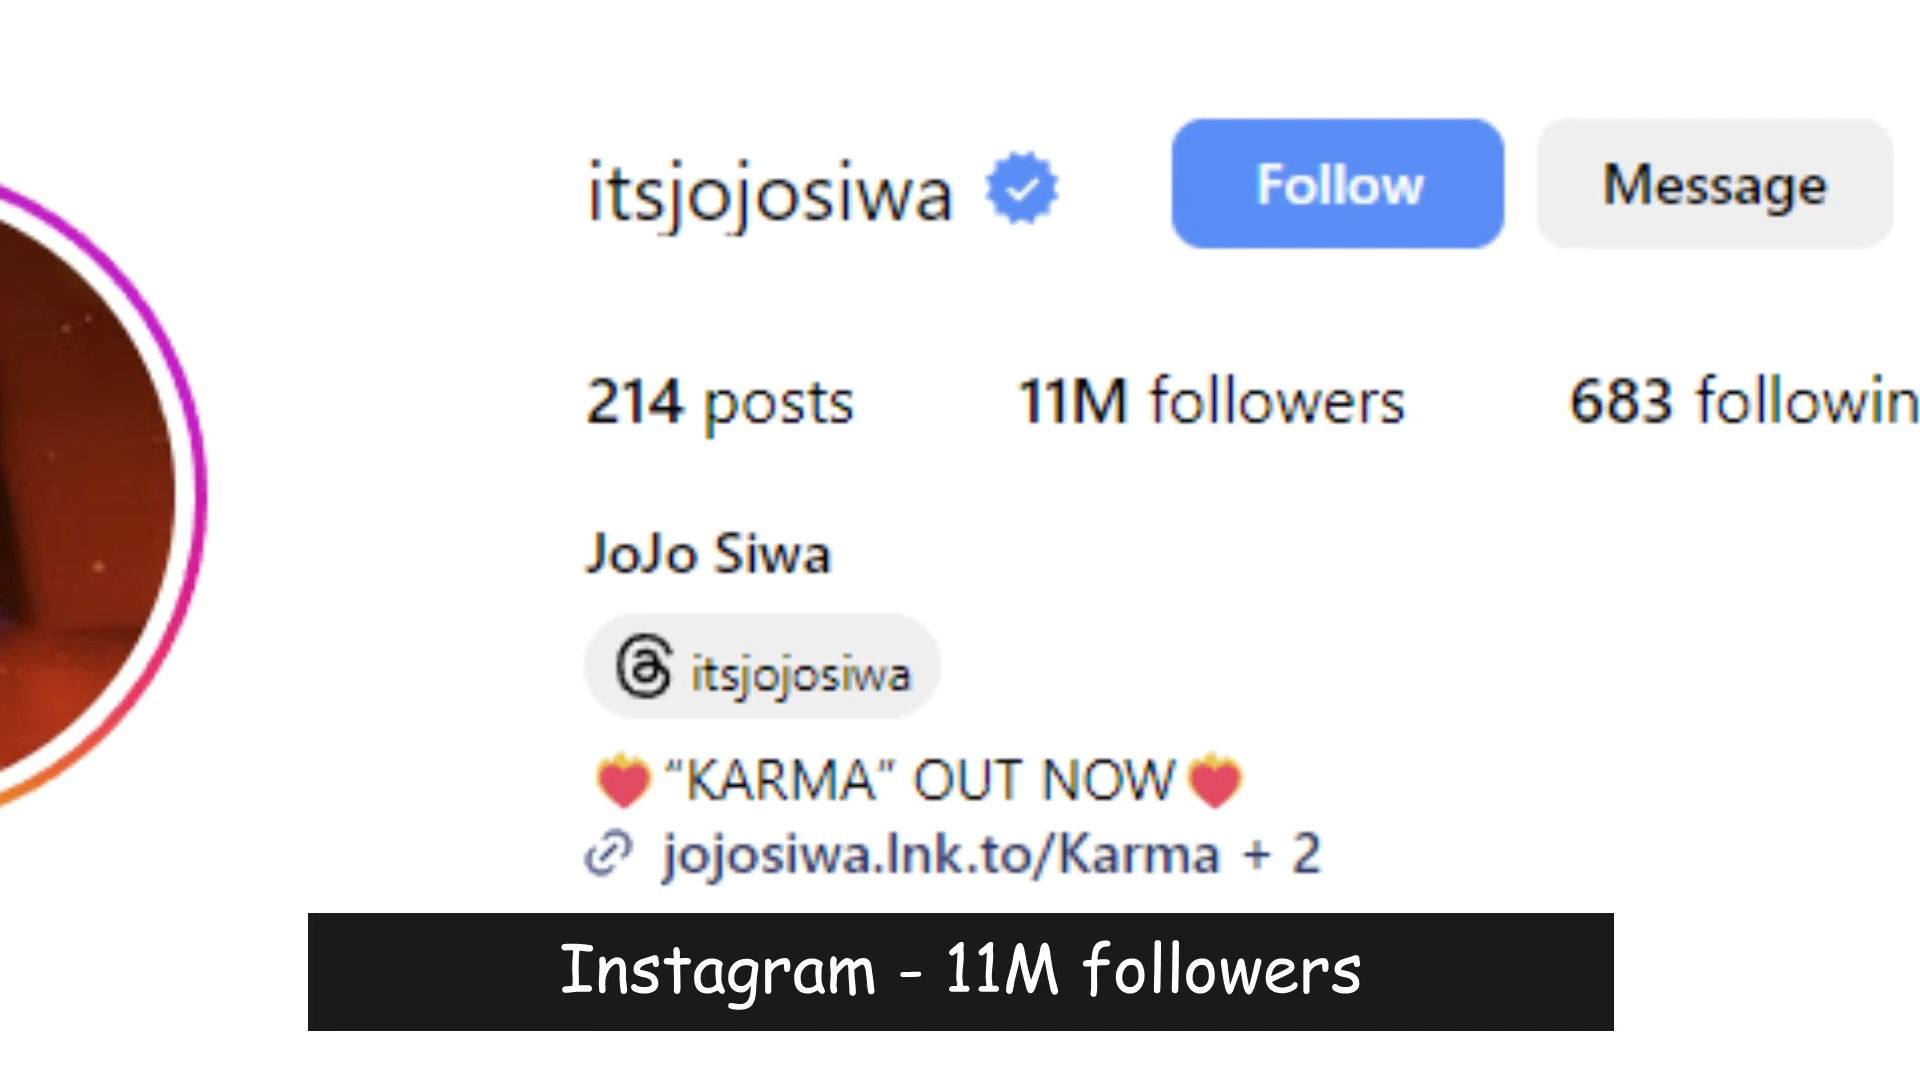 itsjojosiwa Follow Message
214 posts 11M followers 683 followin
JoJo Siwa
itsjojosiwa
“KARMA” OUT NOW
jojosiwa.lnk.to/Karma + 2
Instagram - 11M followers